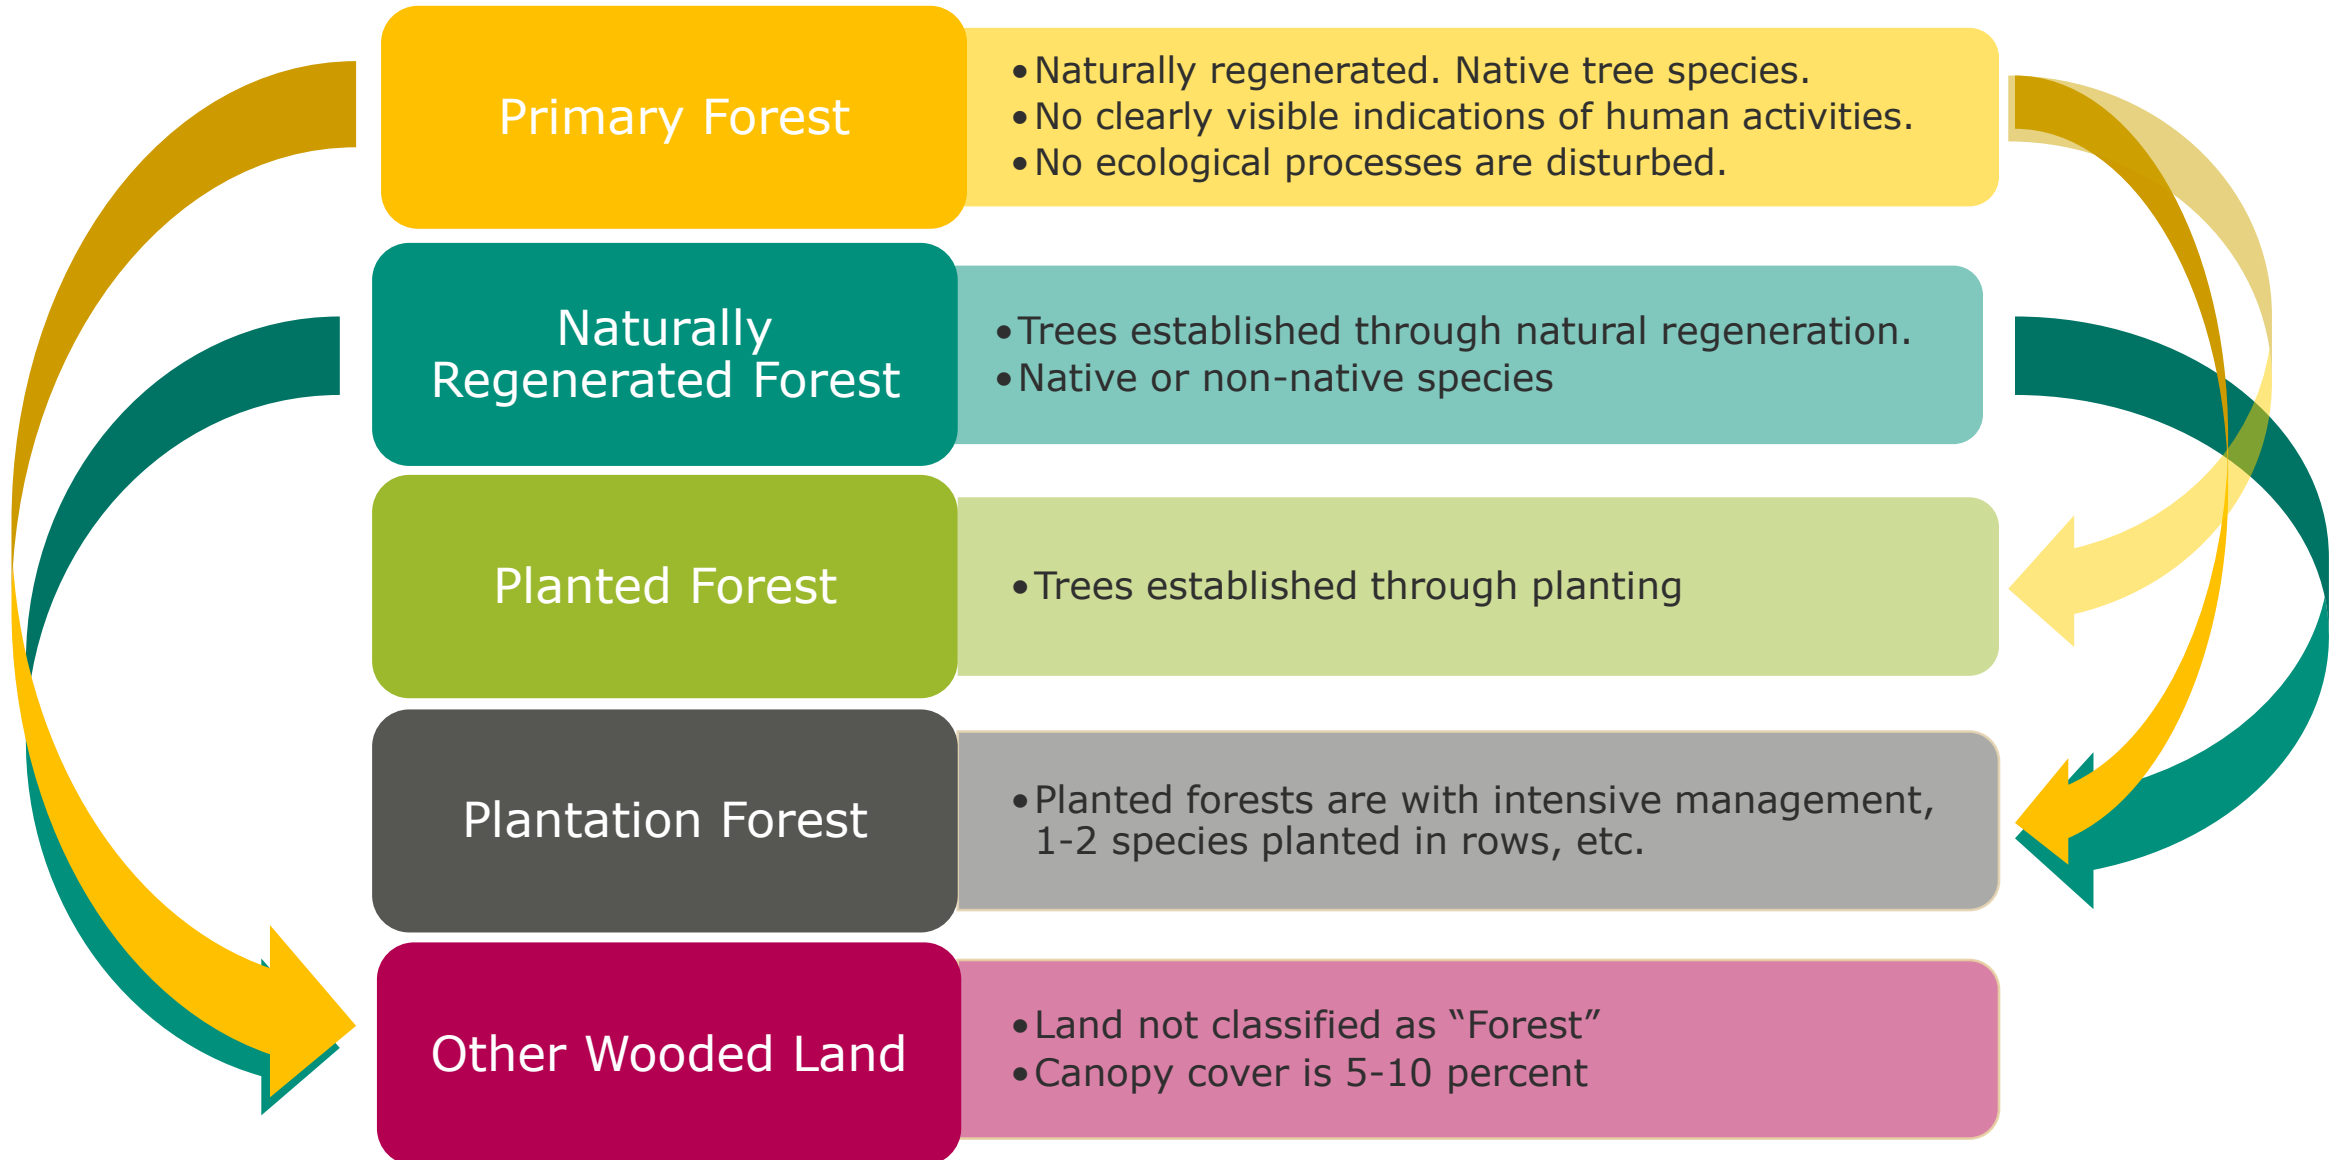 Primary Forest
•Naturally regenerated. Native tree species.
•No clearly visible indications of human activities.
•No ecological processes are disturbed.
Naturally
Regenerated Forest
•Trees established through natural regeneration.
•Native or non-native species
Planted Forest
•Trees established through planting
Plantation Forest
•Planted forests are with intensive management,
1-2 species planted in rows, etc.
Other Wooded Land
•Land not classified as “Forest”
•Canopy cover is 5-10 percent